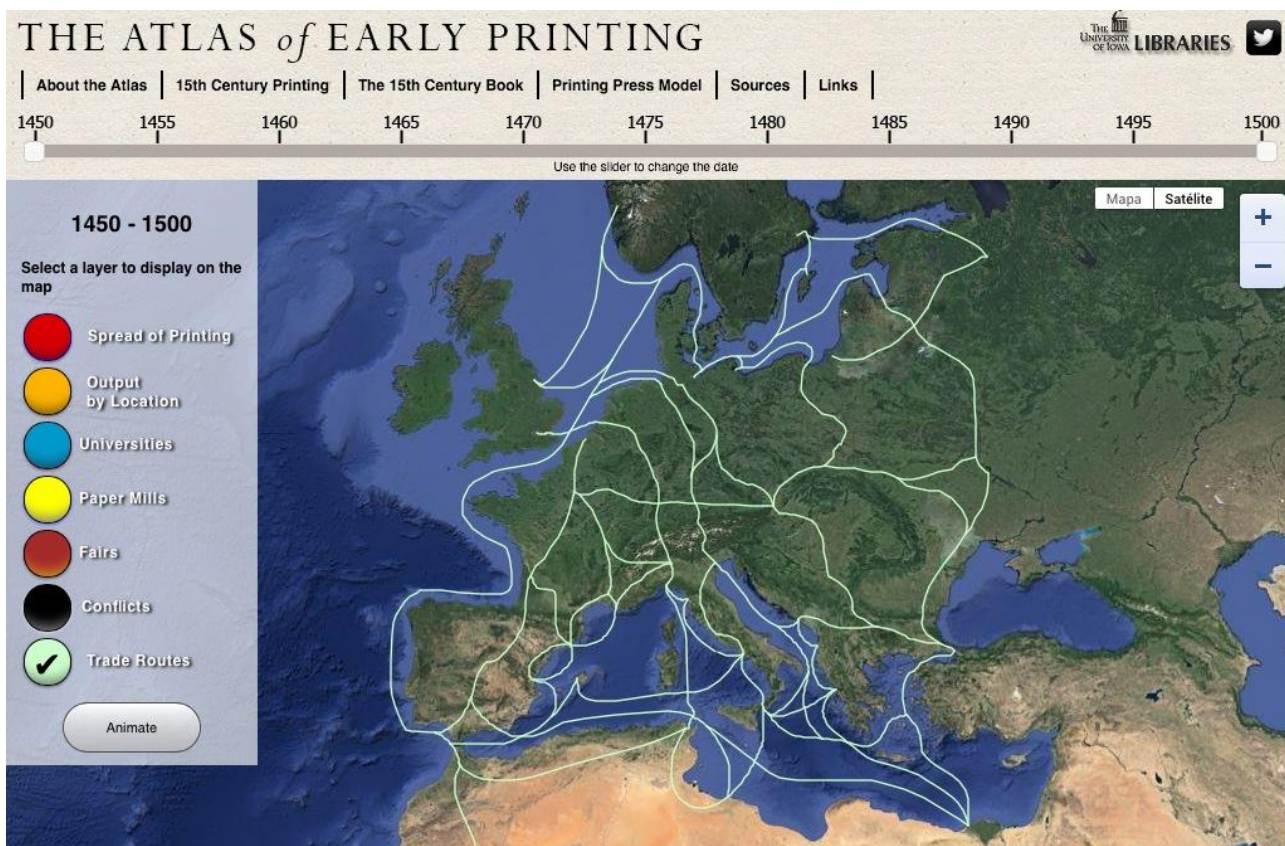 THE ATLAS of EARLY PRINTING
THE UNIVERSITY OF IOWA LIBRARIES
About the Atlas
15th Century Printing
The 15th Century Book
Printing Press Model
Sources
Links
1450 1455 1460 1465 1470 1475 1480 1485 1490 1495 1500
Use the slider to change the date
1450 - 1500
Mapa
Satélite
+
−
Select a layer to display on the
map
Spread of Printing
Output
by Location
Universities
Paper Mills
Fairs
Conflicts
Trade Routes
Animate